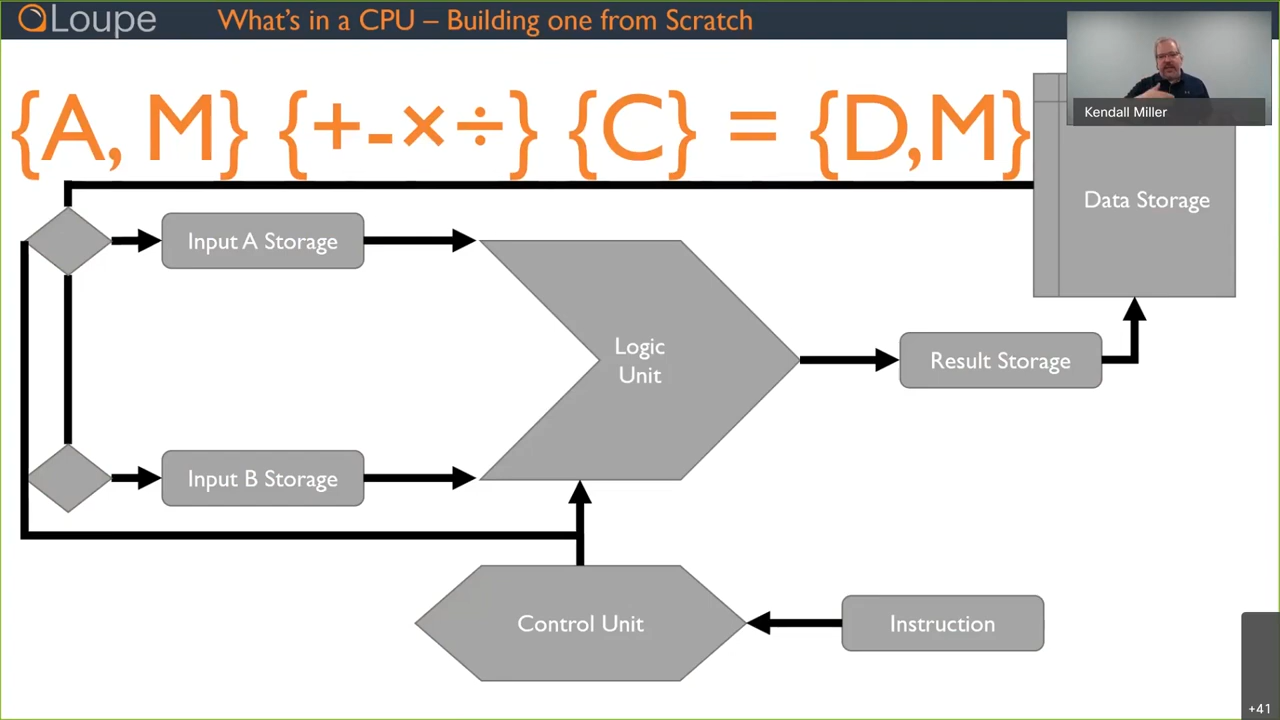 Loupe
What's in a CPU – Building one from Scratch
Kendall Miller
{A, M} {+-×÷} {C} = {D,M}
Data Storage
Input A Storage
Logic
Unit
Result Storage
Input B Storage
Control Unit
Instruction
+41